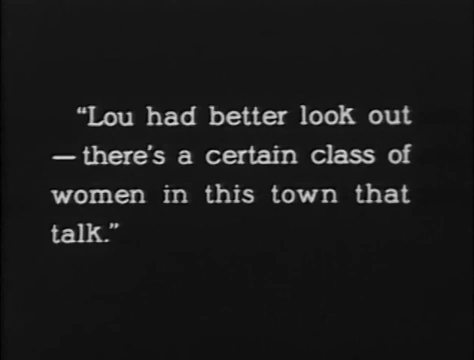 “Lou had better look out
—there’s a certain class of
women in this town that
talk.”